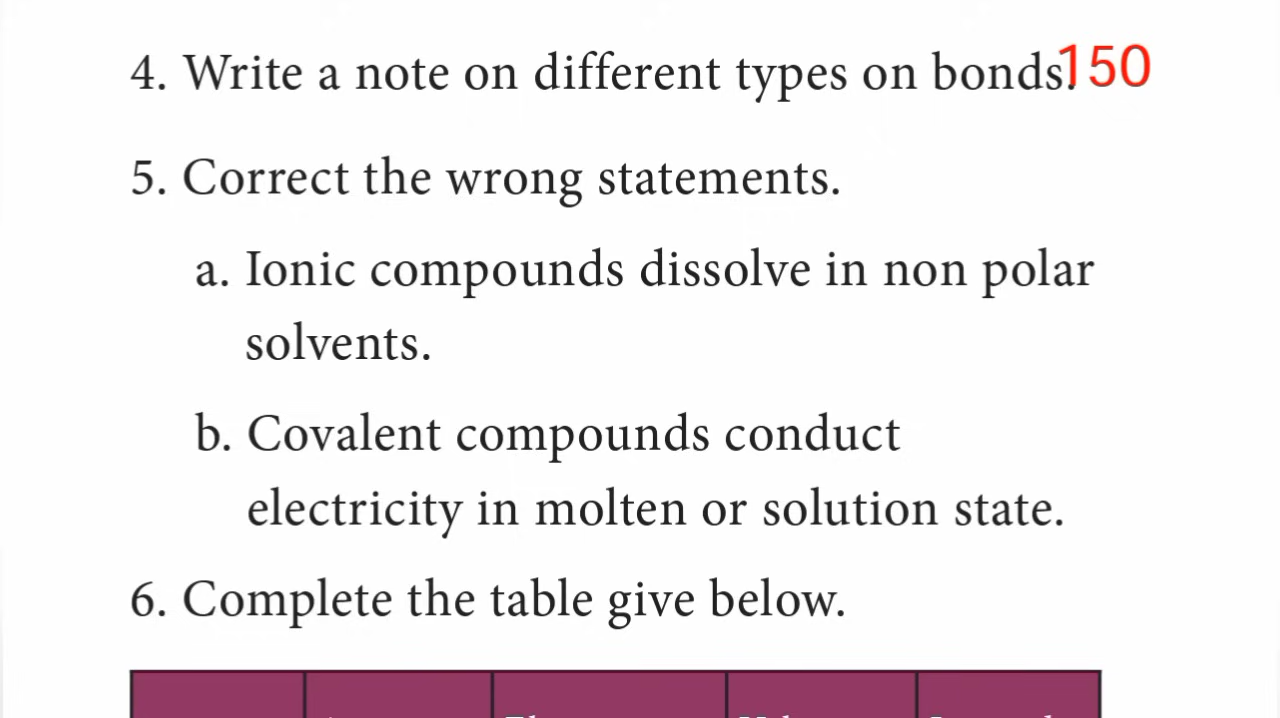 4. Write a note on different types on bonds. 150
5. Correct the wrong statements.
a. Ionic compounds dissolve in non polar
solvents.
b. Covalent compounds conduct
electricity in molten or solution state.
6. Complete the table give below.